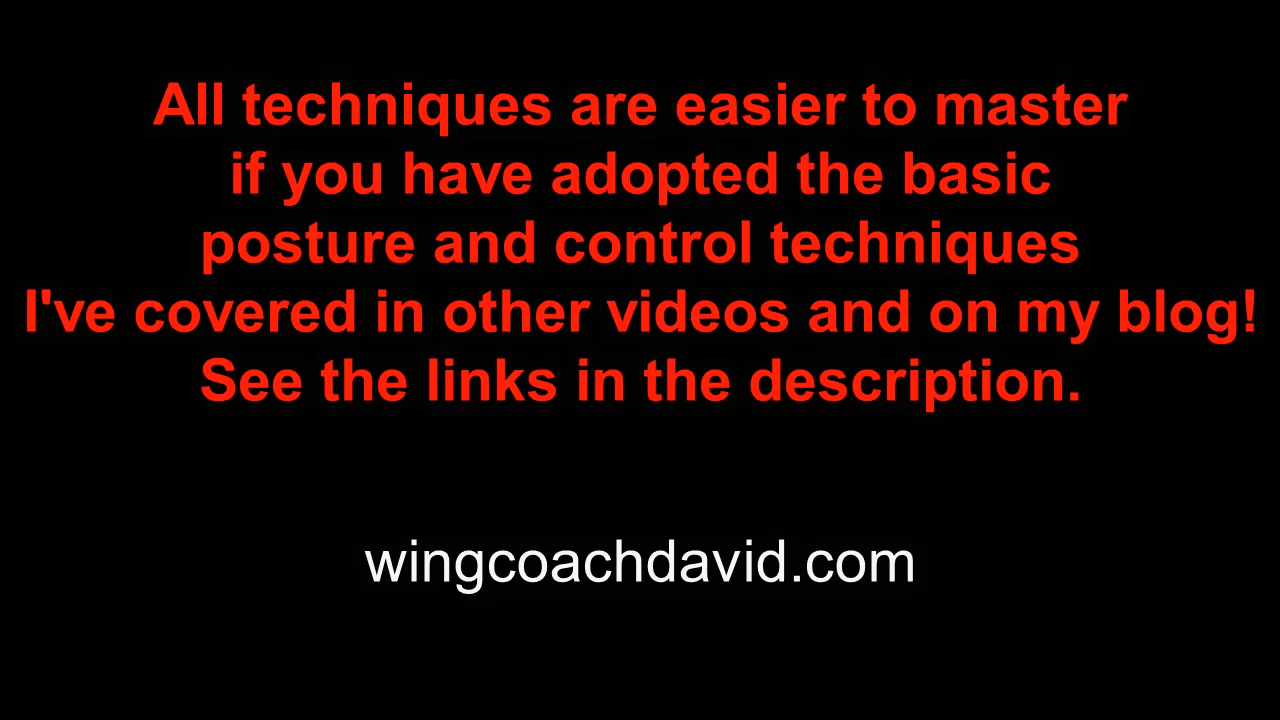 All techniques are easier to master
if you have adopted the basic
posture and control techniques
I've covered in other videos and on my blog!
See the links in the description.
wingcoachdavid.com